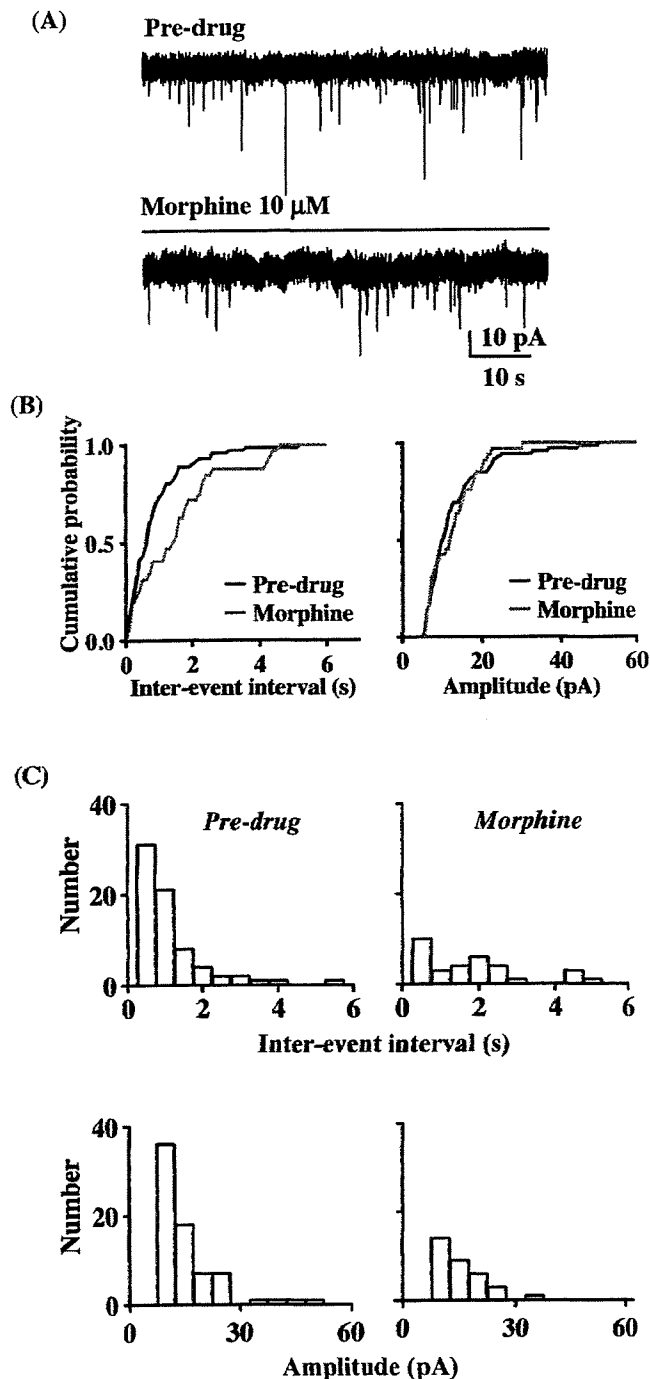 (A)
Pre-drug
Morphine 10 μM
10 pA
10 s
(B)
Cumulative probability
1.0
0.5
0.0
Pre-drug
Morphine
0 2 4 6
Inter-event interval (s)
Pre-drug
Morphine
0 20 40 60
Amplitude (pA)
(C)
Number
40
20
0
Pre-drug
Morphine
0 2 4 6
0 2 4 6
Inter-event interval (s)
Number
40
20
0
0 30 60
0 30 60
Amplitude (pA)